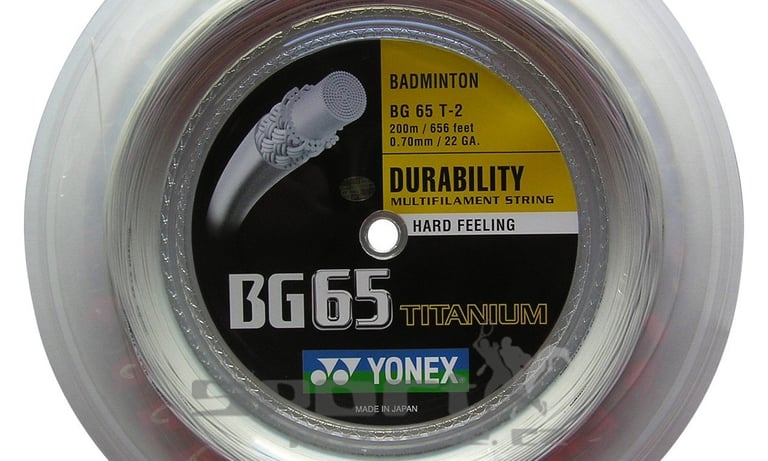 BADMINTON
BG 65 T-2
200m / 656 feet
0.70mm / 22 GA.
DURABILITY
MULTIFILAMENT STRING
HARD FEELING
BG65 TITANIUM
YONEX
MADE IN JAPAN